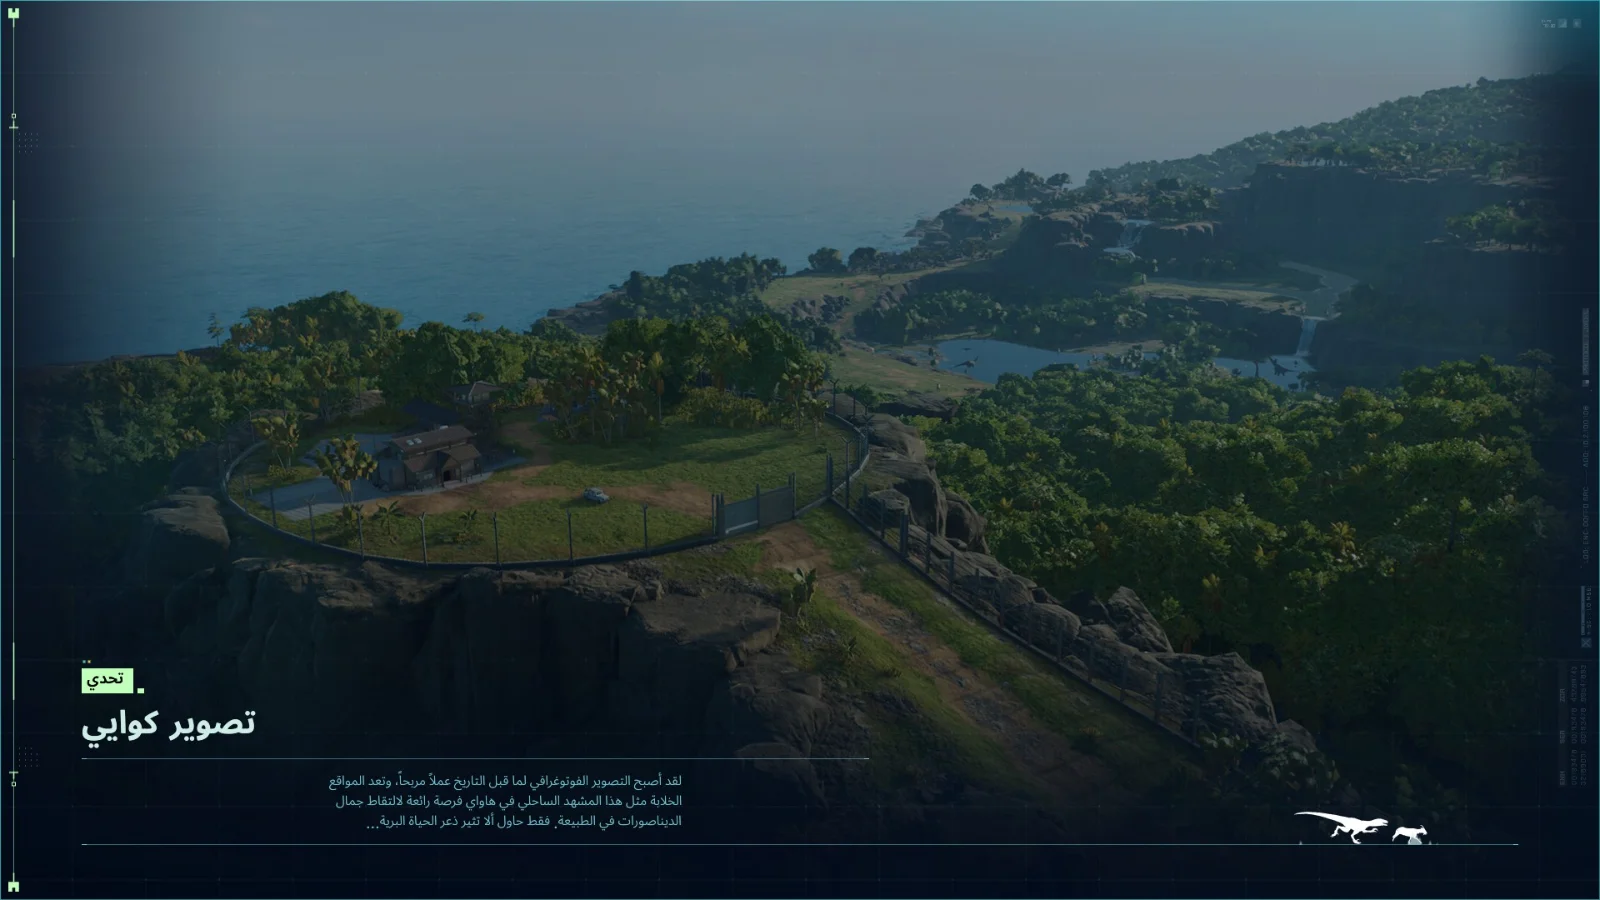 تحدي
تصوير كوايي
لقد أصبح التصوير الفوتوغرافي لما قبل التاريخ عملاً مربحاً، وتعد المواقع
الخلابة مثل هذا المشهد الساحلي في هاواي فرصة رائعة لالتقاط جمال
الديناصورات في الطبيعة. فقط حاول ألا تثير ذعر الحياة البرية...